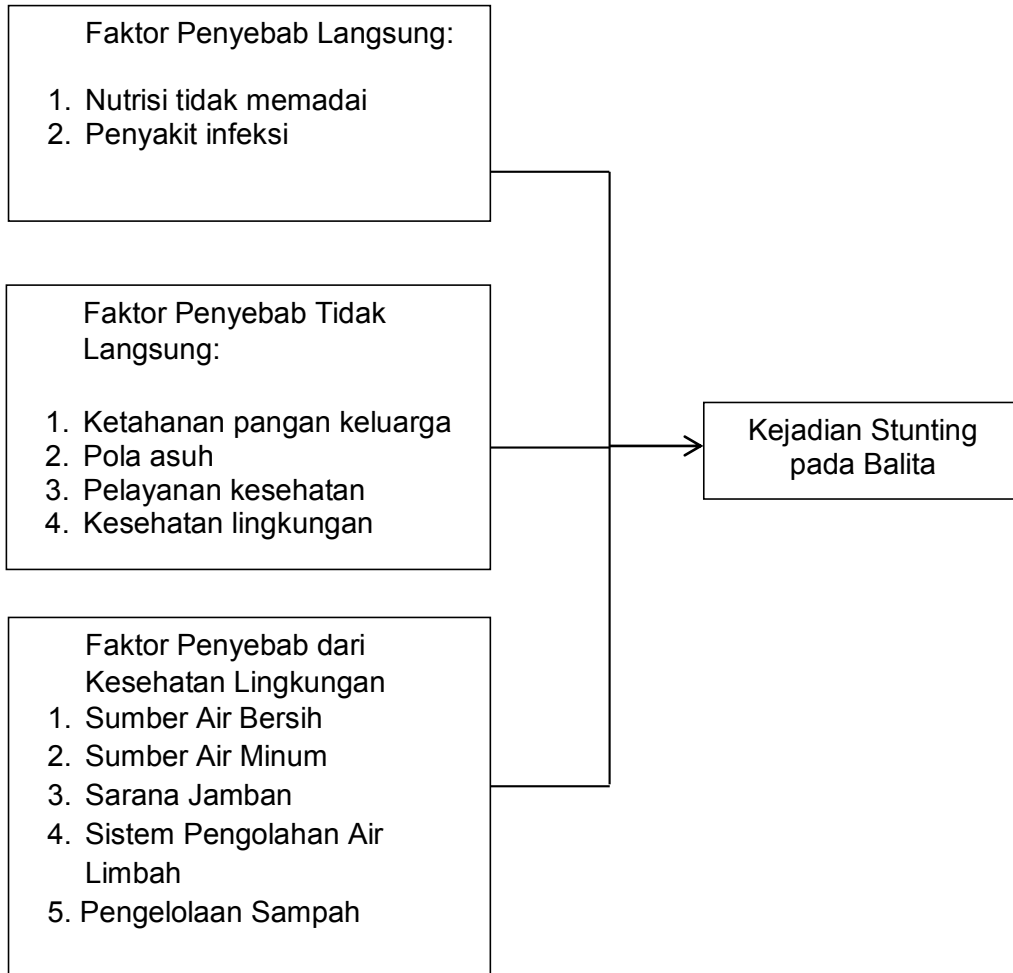 Faktor Penyebab Langsung:
1. Nutrisi tidak memadai
2. Penyakit infeksi
Faktor Penyebab Tidak
Langsung:
1. Ketahanan pangan keluarga
2. Pola asuh
3. Pelayanan kesehatan
4. Kesehatan lingkungan
Kejadian Stunting
pada Balita
Faktor Penyebab dari
Kesehatan Lingkungan
1. Sumber Air Bersih
2. Sumber Air Minum
3. Sarana Jamban
4. Sistem Pengolahan Air
Limbah
5. Pengelolaan Sampah